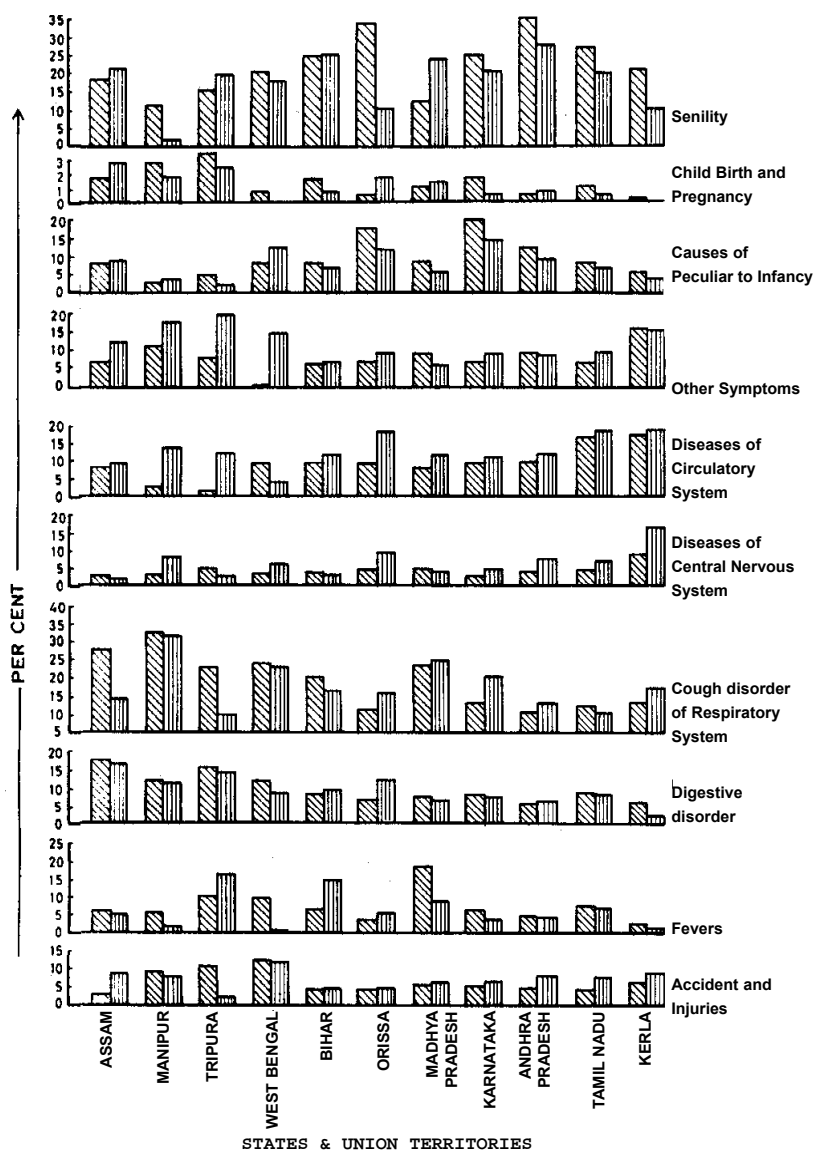 35
30
25
20
15
10
5
0
Senility
3
2
1
0
Child Birth and
Pregnancy
20
15
10
5
0
Causes of
Peculiar to Infancy
20
15
10
5
0
Other Symptoms
20
15
10
5
0
Diseases of
Circulatory
System
20
15
10
5
0
Diseases of
Central Nervous
System
40
35
30
25
20
15
10
5
Cough disorder
of Respiratory
System
20
15
10
5
0
Digestive
disorder
25
20
15
10
5
0
Fevers
15
10
5
0
Accident and
Injuries
PER CENT
ASSAM
MANIPUR
TRIPURA
WEST BENGAL
BIHAR
ORISSA
MADHYA
PRADESH
KARNATAKA
ANDHRA
PRADESH
TAMIL NADU
KERLA
STATES & UNION TERRITORIES